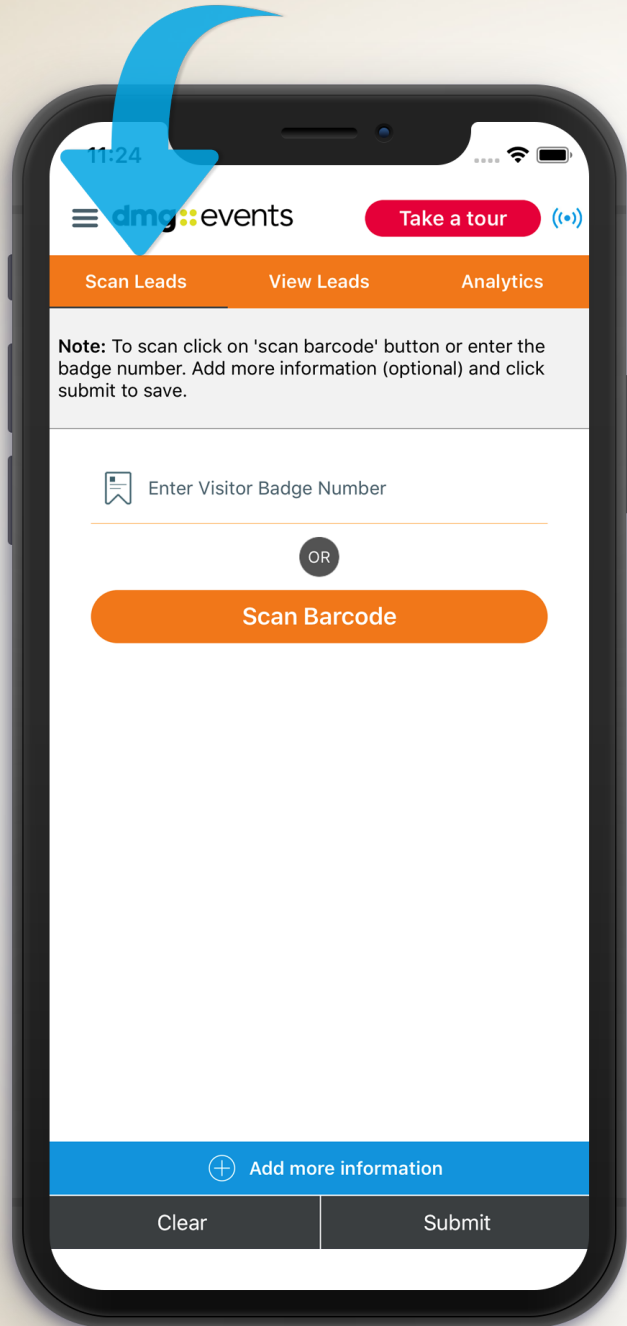 11:24
dmg::events
Take a tour
Scan Leads
View Leads
Analytics
Note: To scan click on 'scan barcode' button or enter the
badge number. Add more information (optional) and click
submit to save.
Enter Visitor Badge Number
OR
Scan Barcode
Add more information
Clear
Submit